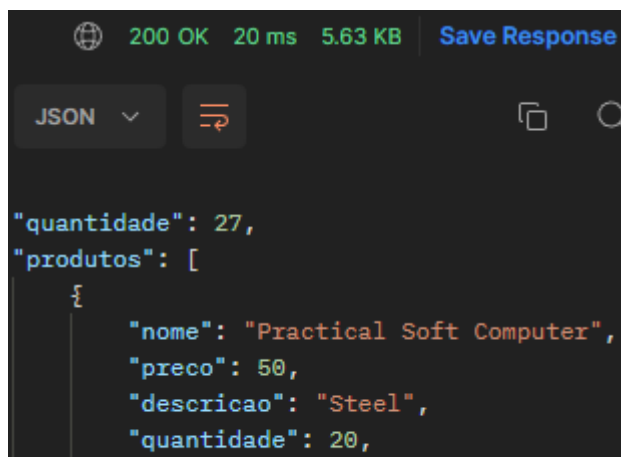 200 OK 20 ms 5.63 KB Save Response
JSON
"quantidade": 27,
"produtos": [
{
"nome": "Practical Soft Computer",
"preco": 50,
"descricao": "Steel",
"quantidade": 20,